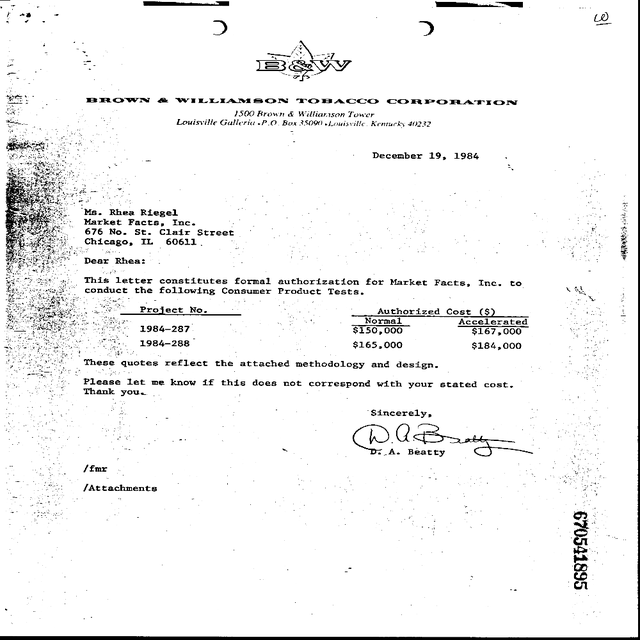 W
B&W
BROWN & WILLIAMSON TOBACCO CORPORATION
1500 Brown & Williamson Tower
Louisville Galleria • P.O. Box 35090 • Louisville, Kentucky 40232
December 19, 1984
Ms. Rhea Riegel
Market Facts, Inc.
676 No. St. Clair Street
Chicago, IL 60611
Dear Rhea:
This letter constitutes formal authorization for Market Facts, Inc. to
conduct the following Consumer Product Tests.
Project No. Authorized Cost ($)
Normal Accelerated
1984-287 $150,000 $167,000
1984-288 $165,000 $184,000
These quotes reflect the attached methodology and design.
Please let me know if this does not correspond with your stated cost.
Thank you.
Sincerely,
D. A. Beatty
D. A. Beatty
/fmr
/Attachments
670541895